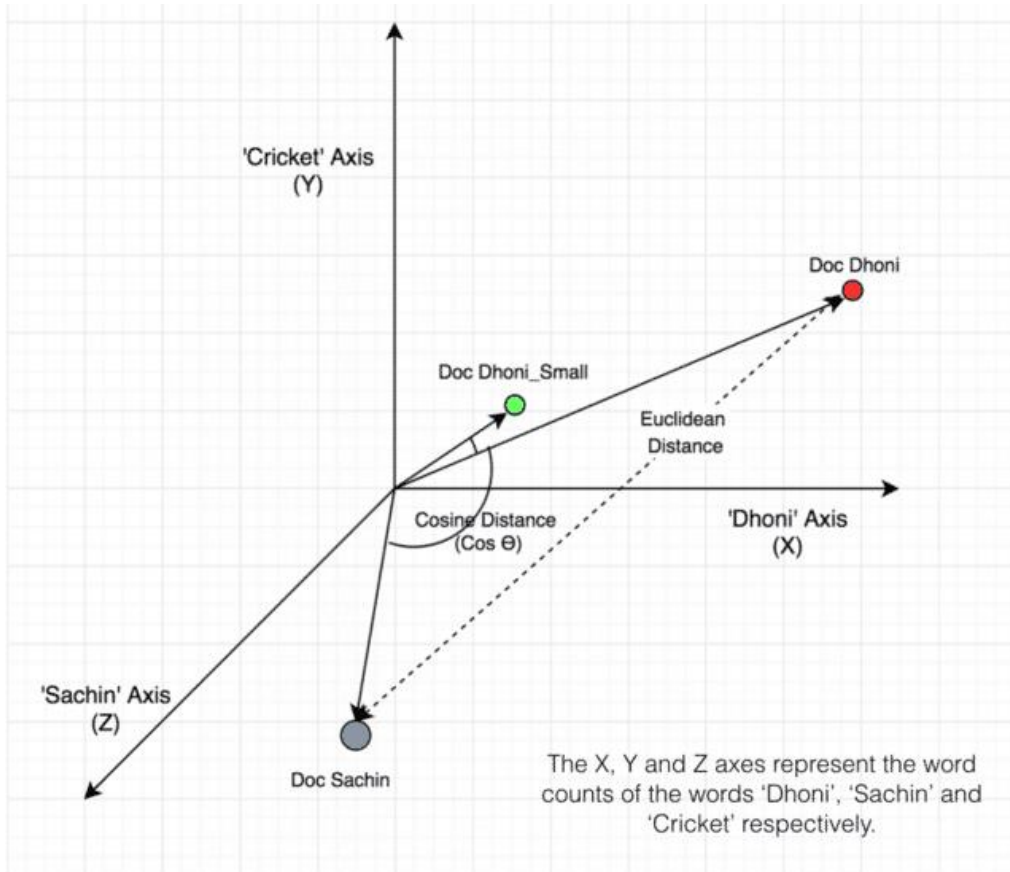 'Cricket' Axis
(Y)
Doc Dhoni
Doc Dhoni_Small
Euclidean
Distance
'Dhoni' Axis
(X)
Cosine Distance
(Cos Ɵ)
'Sachin' Axis
(Z)
Doc Sachin
The X, Y and Z axes represent the word
counts of the words ‘Dhoni’, ‘Sachin’ and
‘Cricket’ respectively.